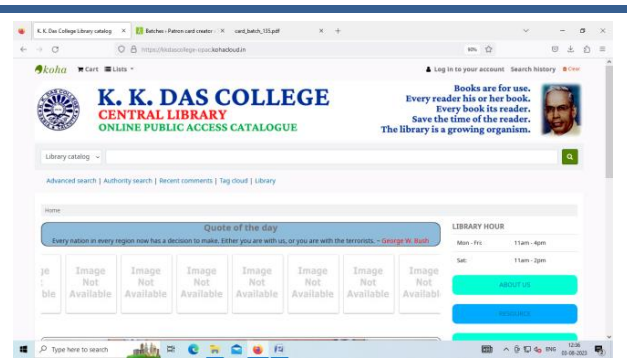 K. K. Das College Library catalog
Batches › Patron card creator
card_batch_135.pdf
https://kkdascollege-opac.kohacloud.in
90%
koha Cart Lists
Log in to your account Search history Clear
K. K. DAS COLLEGE
CENTRAL LIBRARY
ONLINE PUBLIC ACCESS CATALOGUE
Books are for use.
Every reader his or her book.
Every book its reader.
Save the time of the reader.
The library is a growing organism.
Library catalog
Advanced search | Authority search | Recent comments | Tag cloud | Library
Home
Quote of the day
Every nation in every region now has a decision to make. Either you are with us, or you are with the terrorists. ~ George W. Bush
LIBRARY HOUR
Mon - Fri: 11am - 4pm
Sat: 11am - 2pm
Image Not Available
Image Not Available
Image Not Available
Image Not Available
Image Not Available
Image Not Available
ABOUT US
RESOURCE
Type here to search
ENG
12:36
03-08-2023